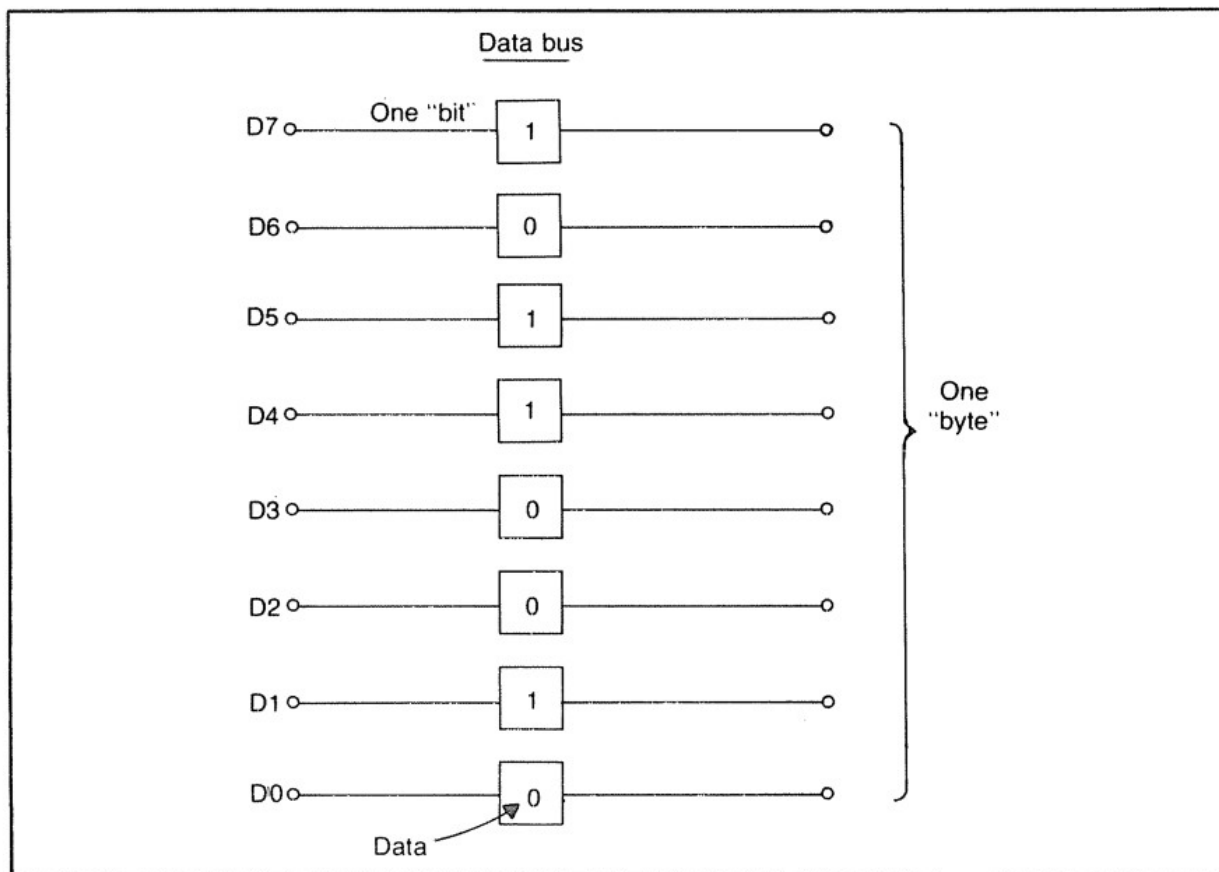 Data bus
One "bit"
D7 1
D6 0
D5 1
D4 1
D3 0
D2 0
D1 1
D0 0
One
"byte"
Data